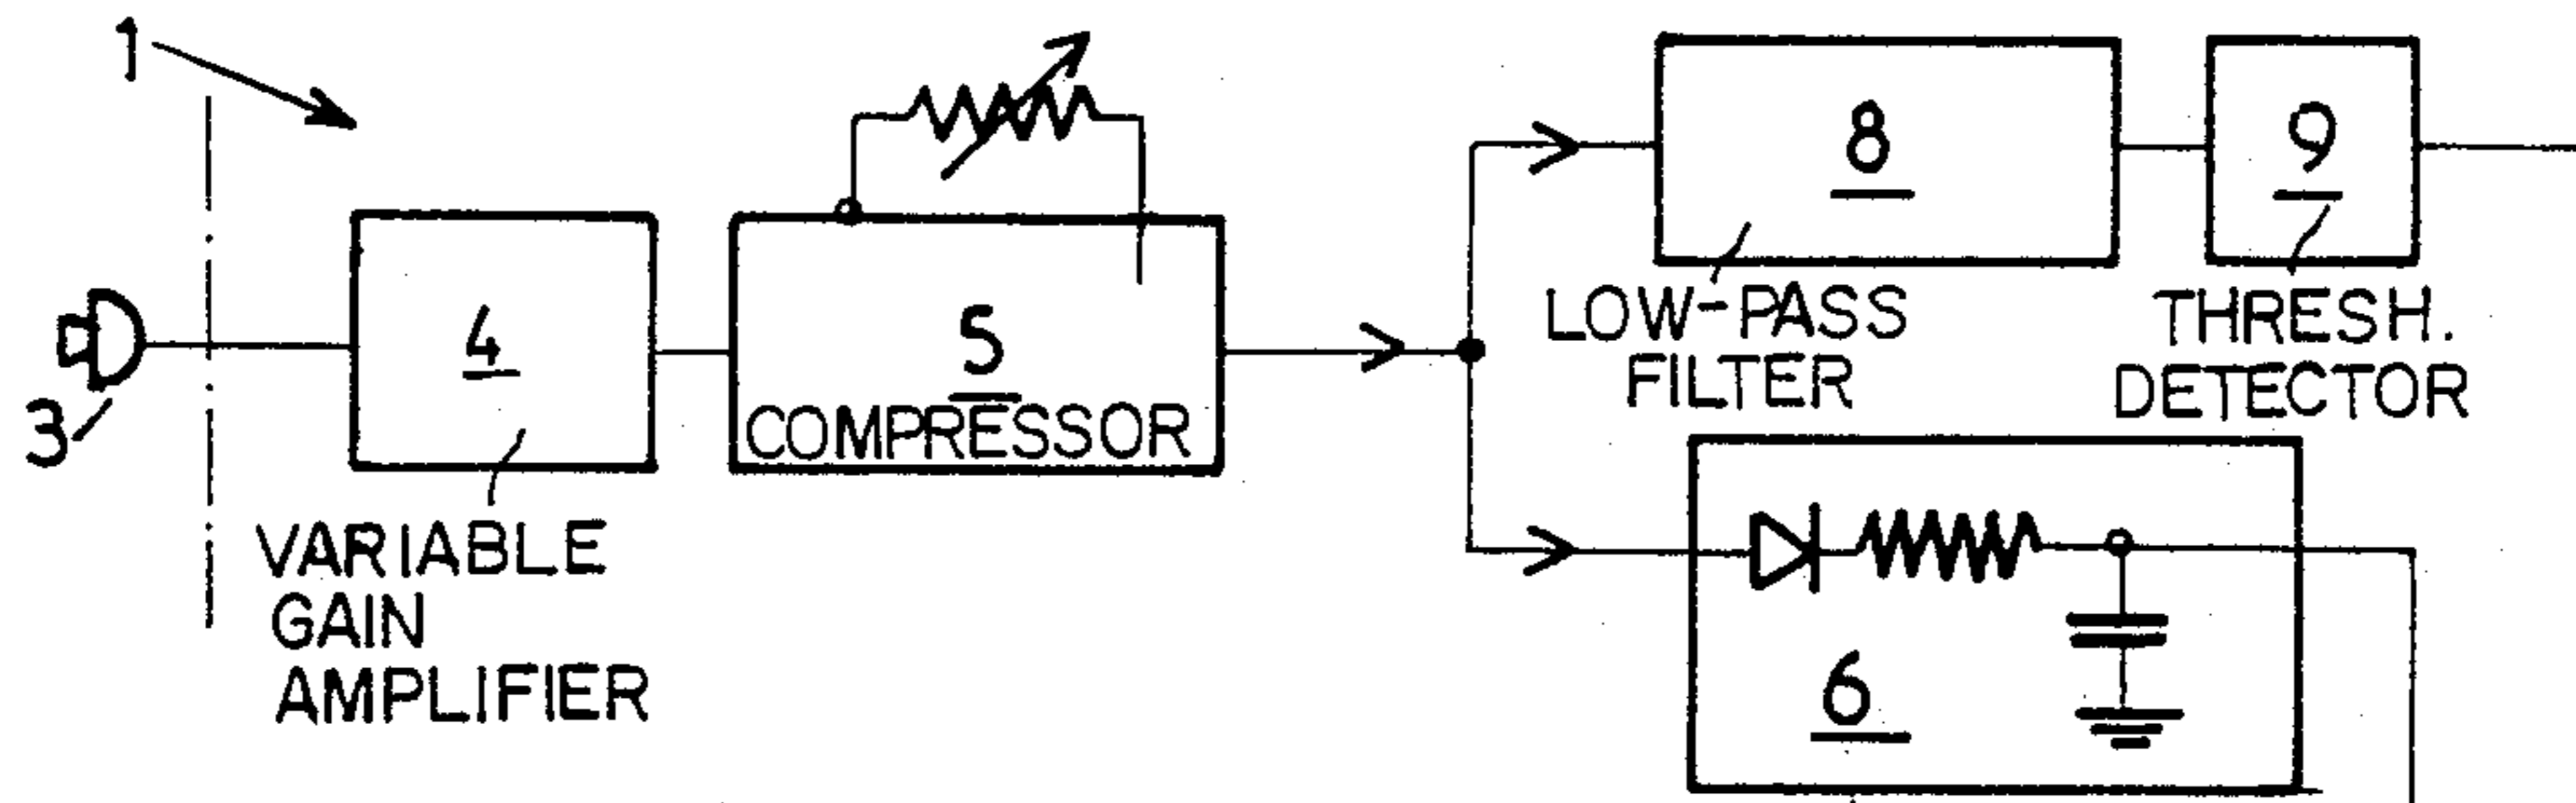 1
3
4
VARIABLE
GAIN
AMPLIFIER
5
COMPRESSOR
8
LOW-PASS
FILTER
9
THRESH.
DETECTOR
6